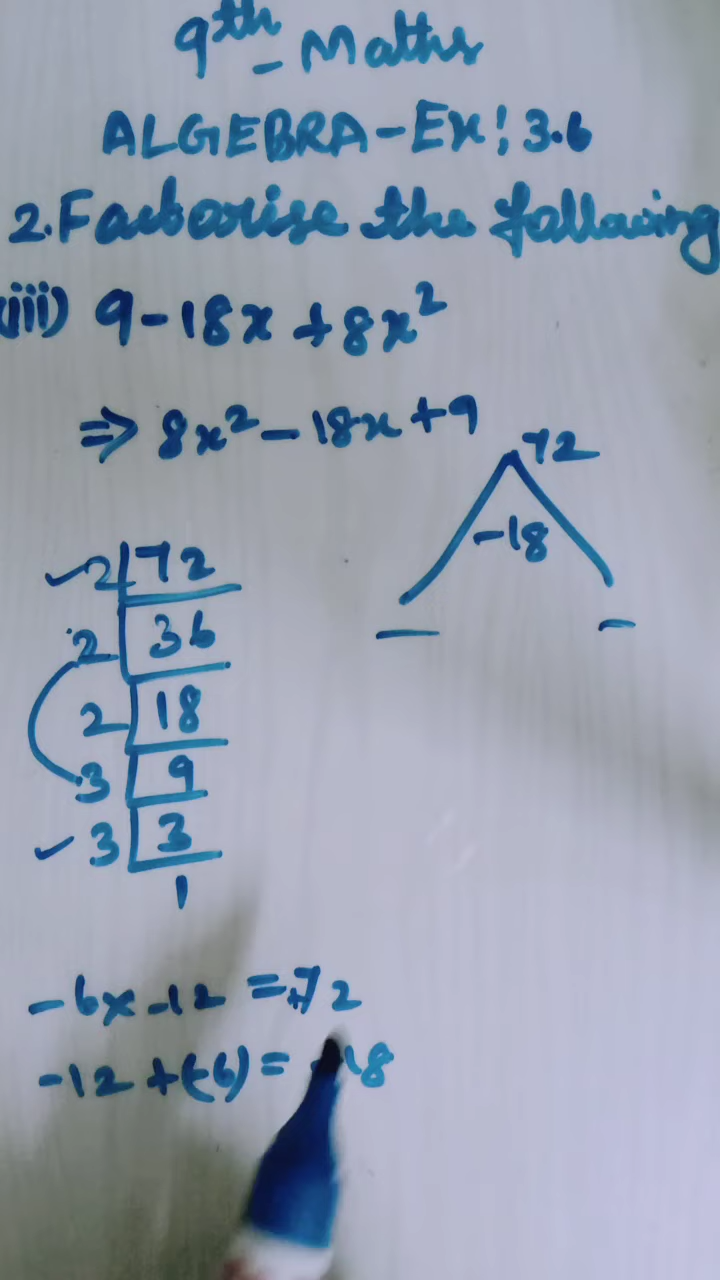 9th - Maths
ALGEBRA - Ex: 3.6
2. Factorise the following
(iii) 9 - 18x + 8x²
⇒ 8x² - 18x + 9
72
-18
2 | 72
2 | 36
2 | 18
3 | 9
3 | 3
1
-6 x -12 = +72
-12 + (-6) = -18